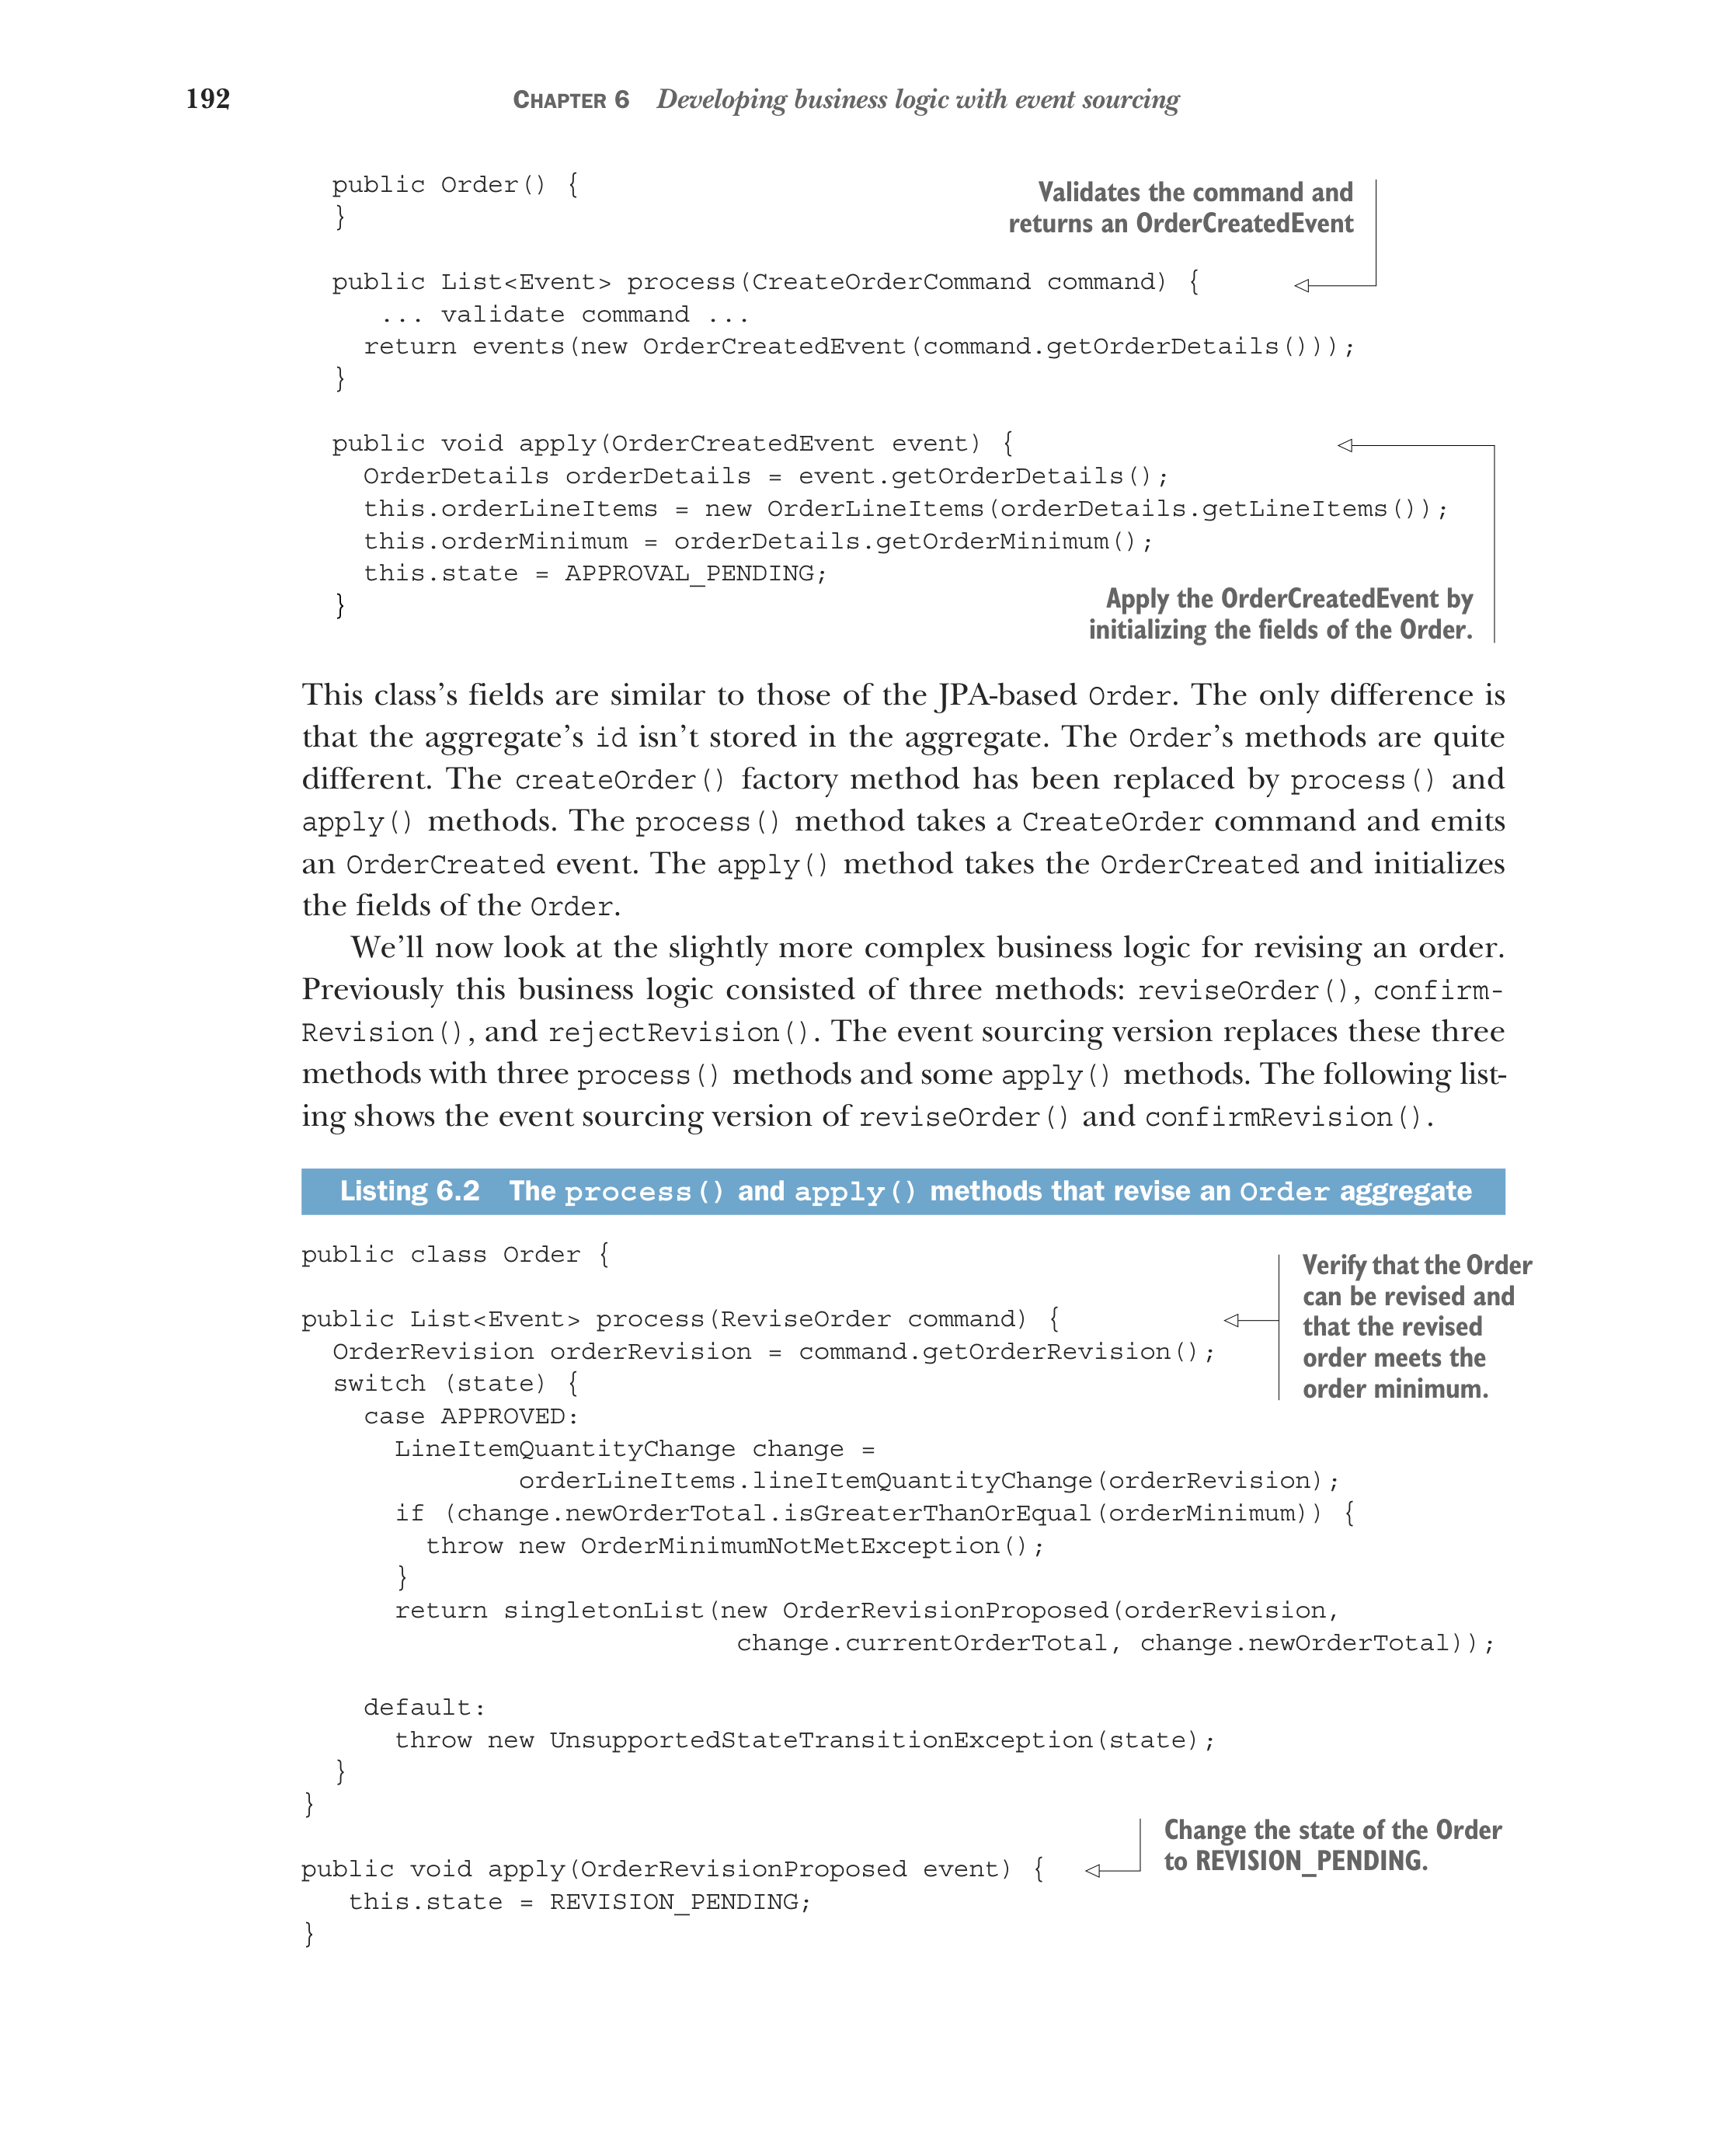 192 CHAPTER 6 Developing business logic with event sourcing
public Order() {
}
Validates the command and
returns an OrderCreatedEvent
public List<Event> process(CreateOrderCommand command) {
... validate command ...
return events(new OrderCreatedEvent(command.getOrderDetails()));
}
public void apply(OrderCreatedEvent event) {
OrderDetails orderDetails = event.getOrderDetails();
this.orderLineItems = new OrderLineItems(orderDetails.getLineItems());
this.orderMinimum = orderDetails.getOrderMinimum();
this.state = APPROVAL_PENDING;
}
Apply the OrderCreatedEvent by
initializing the fields of the Order.
This class’s fields are similar to those of the JPA-based Order. The only difference is
that the aggregate’s id isn’t stored in the aggregate. The Order’s methods are quite
different. The createOrder() factory method has been replaced by process() and
apply() methods. The process() method takes a CreateOrder command and emits
an OrderCreated event. The apply() method takes the OrderCreated and initializes
the fields of the Order.
We’ll now look at the slightly more complex business logic for revising an order.
Previously this business logic consisted of three methods: reviseOrder(), confirm-
Revision(), and rejectRevision(). The event sourcing version replaces these three
methods with three process() methods and some apply() methods. The following list-
ing shows the event sourcing version of reviseOrder() and confirmRevision().
Listing 6.2 The process() and apply() methods that revise an Order aggregate
public class Order {
public List<Event> process(ReviseOrder command) {
OrderRevision orderRevision = command.getOrderRevision();
switch (state) {
case APPROVED:
LineItemQuantityChange change =
orderLineItems.lineItemQuantityChange(orderRevision);
if (change.newOrderTotal.isGreaterThanOrEqual(orderMinimum)) {
throw new OrderMinimumNotMetException();
}
return singletonList(new OrderRevisionProposed(orderRevision,
change.currentOrderTotal, change.newOrderTotal));
default:
throw new UnsupportedStateTransitionException(state);
}
}
Verify that the Order
can be revised and
that the revised
order meets the
order minimum.
public void apply(OrderRevisionProposed event) {
this.state = REVISION_PENDING;
}
Change the state of the Order
to REVISION_PENDING.